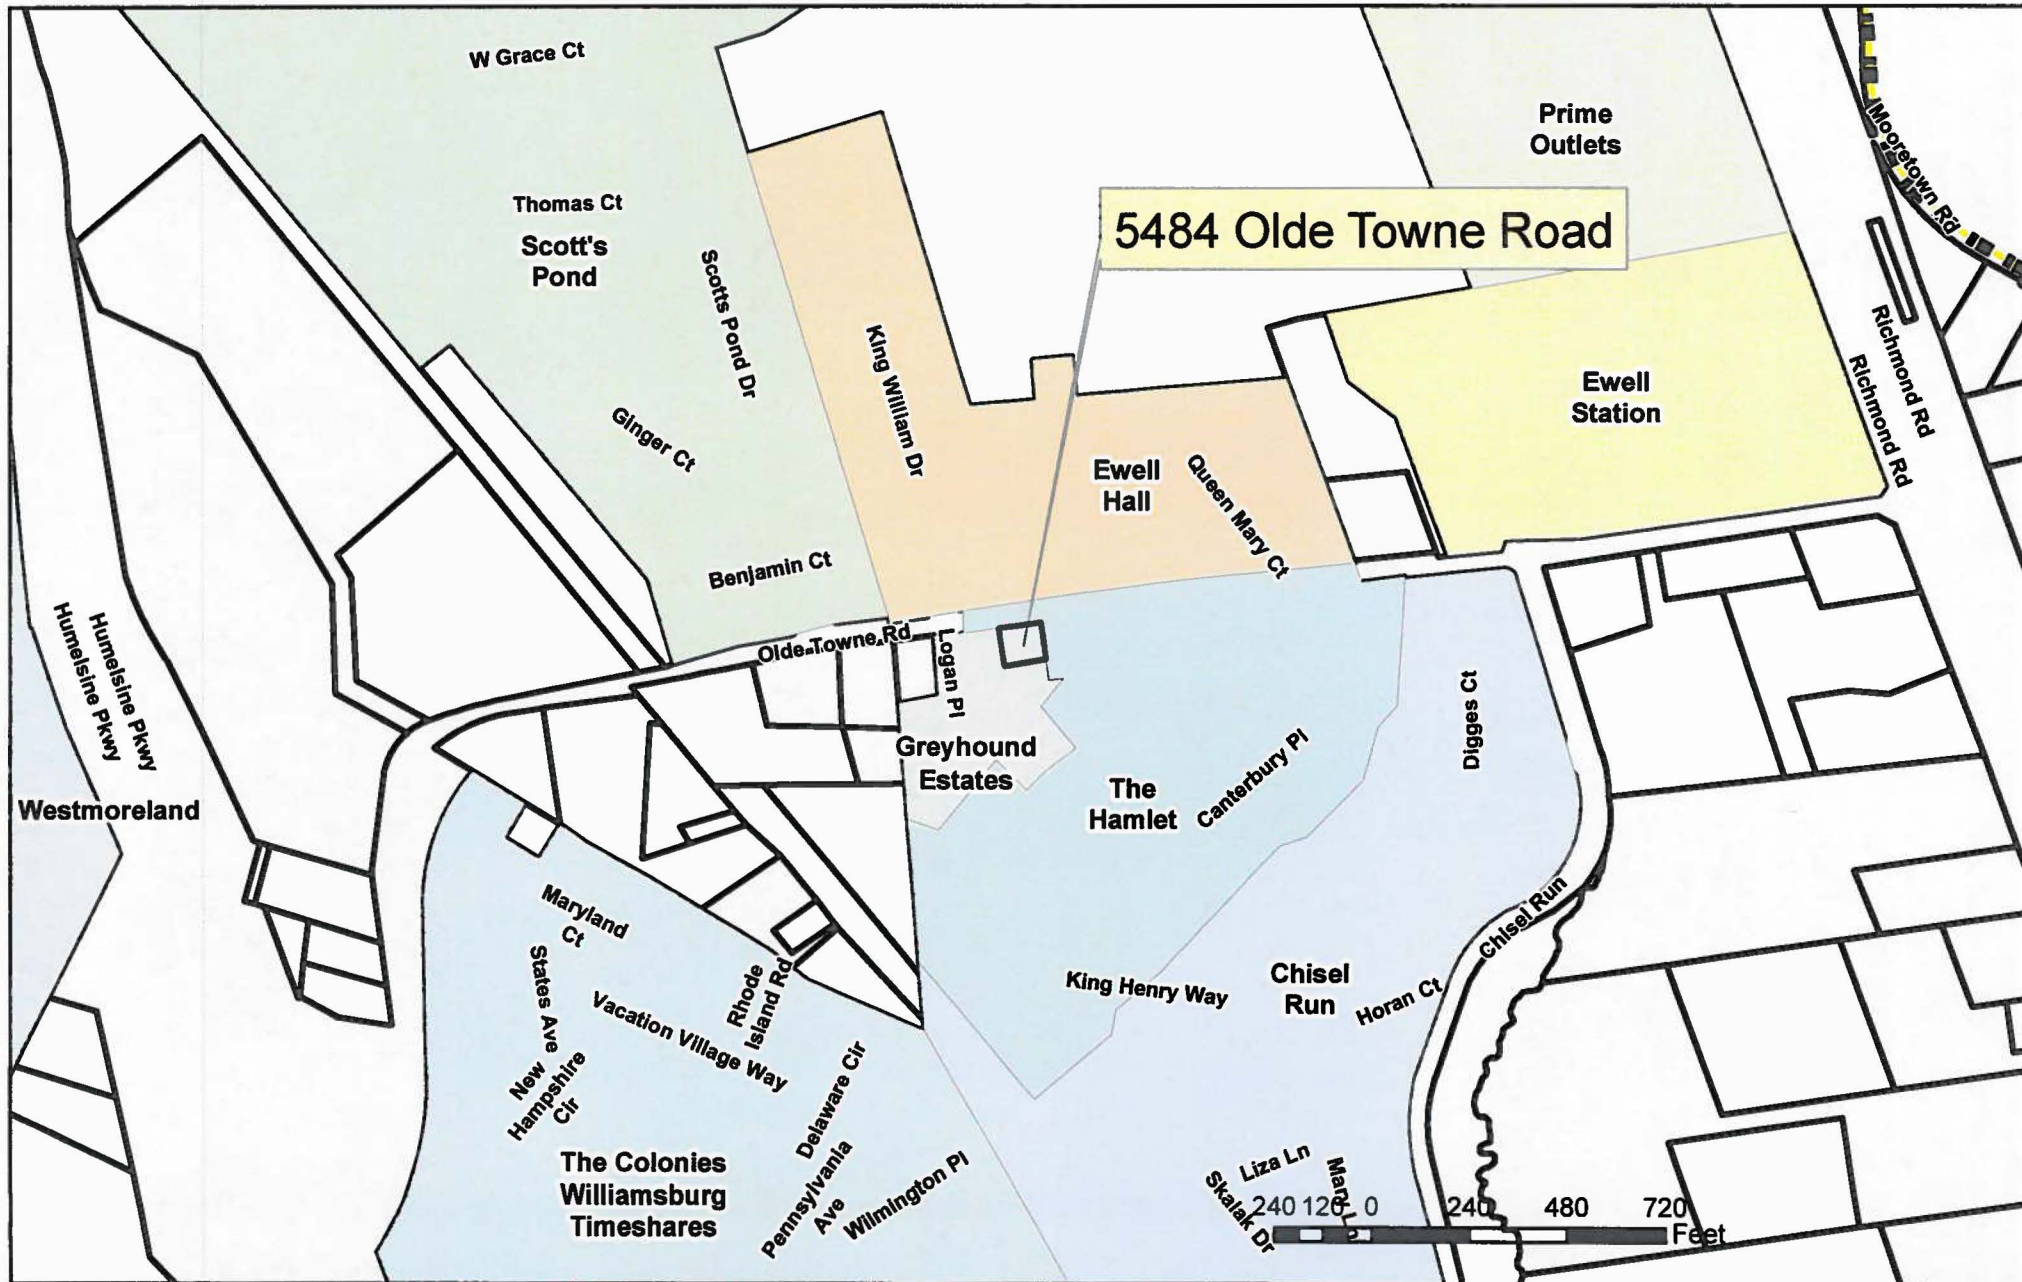 W Grace Ct
Prime
Outlets
Mooretown Rd
Thomas Ct
Scott's
Pond
5484 Olde Towne Road
Scotts Pond Dr
King William Dr
Richmond Rd
Richmond Rd
Ewell
Station
Ginger Ct
Ewell
Hall
Queen Mary Ct
Benjamin Ct
Humelsine Pkwy
Humelsine Pkwy
Olde Towne Rd
Logan Pl
Digges Ct
Greyhound
Estates
The
Hamlet
Canterbury Pl
Westmoreland
Maryland
Ct
Chisel Run
States Ave
Rhode
Island Rd
King Henry Way
Chisel
Run
Horan Ct
Vacation Village Way
New
Hampshire
Cir
Delaware Cir
The Colonies
Williamsburg
Timeshares
Pennsylvania
Ave
Wilmington Pl
Liza Ln
Skalak Dr
Mary
240 120 0 240 480 720
Feet